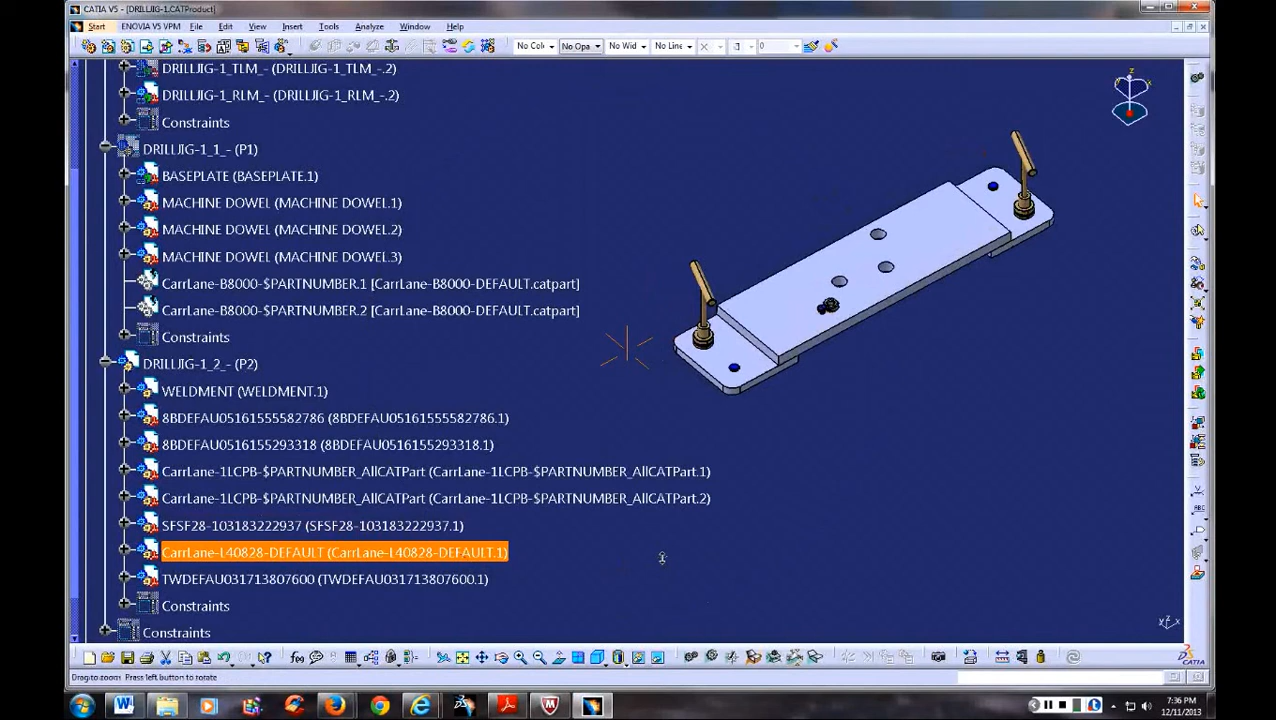 CATIA V5 - [DRILLJIG-1.CATProduct]
Start ENOVIA V5 VPM File Edit View Insert Tools Analyze Window Help
No Col No Opa No Wid No Line 0
DRILLJIG-1_TLM_- (DRILLJIG-1_TLM_-.2)
DRILLJIG-1_RLM_- (DRILLJIG-1_RLM_-.2)
Constraints
DRILLJIG-1_1_- (P1)
BASEPLATE (BASEPLATE.1)
MACHINE DOWEL (MACHINE DOWEL.1)
MACHINE DOWEL (MACHINE DOWEL.2)
MACHINE DOWEL (MACHINE DOWEL.3)
CarrLane-B8000-$PARTNUMBER.1 [CarrLane-B8000-DEFAULT.catpart]
CarrLane-B8000-$PARTNUMBER.2 [CarrLane-B8000-DEFAULT.catpart]
Constraints
DRILLJIG-1_2_- (P2)
WELDMENT (WELDMENT.1)
8BDEFAU05161555582786 (8BDEFAU05161555582786.1)
8BDEFAU0516155293318 (8BDEFAU0516155293318.1)
CarrLane-1LCPB-$PARTNUMBER_AllCATPart (CarrLane-1LCPB-$PARTNUMBER_AllCATPart.1)
CarrLane-1LCPB-$PARTNUMBER_AllCATPart (CarrLane-1LCPB-$PARTNUMBER_AllCATPart.2)
SFSF28-103183222937 (SFSF28-103183222937.1)
CarrLane-L40828-DEFAULT (CarrLane-L40828-DEFAULT.1)
TWDEFAU031713807600 (TWDEFAU031713807600.1)
Constraints
Constraints
Drag to zoom: Press left button to rotate
7:36 PM
12/11/2013